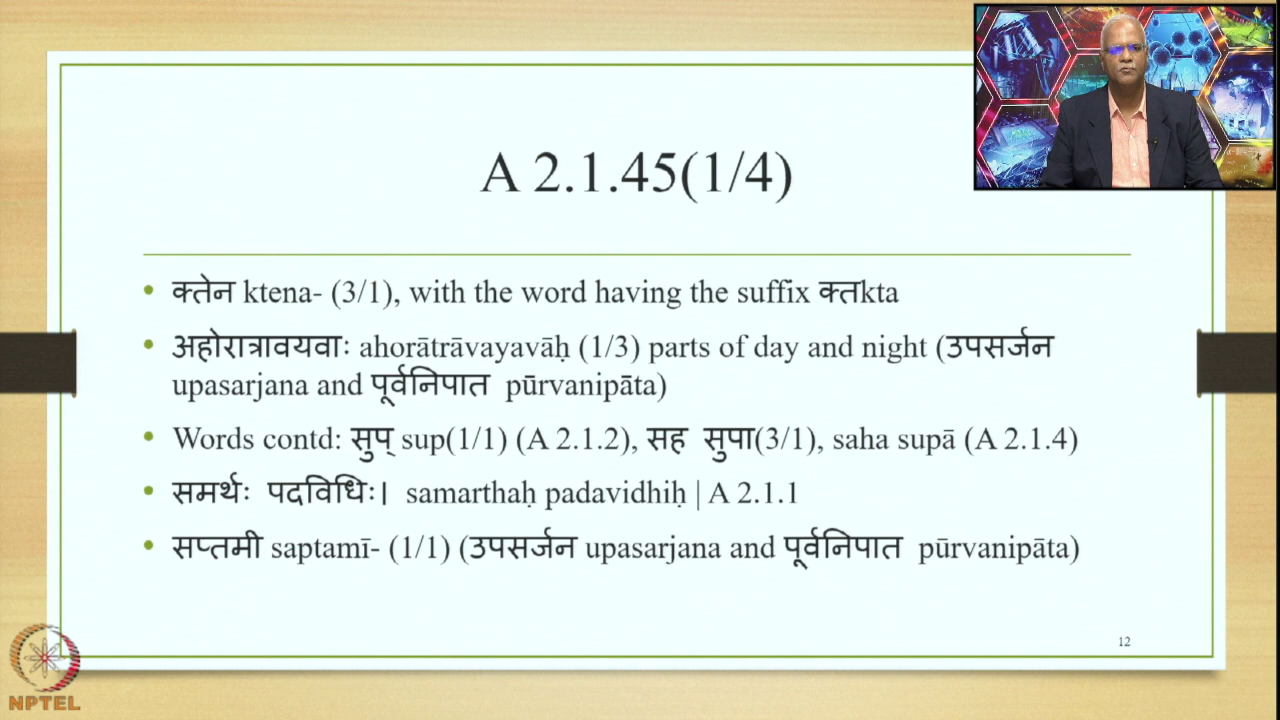 A 2.1.45(1/4)
• क्तेन ktena- (3/1), with the word having the suffix क्तkta
• अहोरात्रावयवाः ahorātrāvayavāḥ (1/3) parts of day and night (उपसर्जन
upasarjana and पूर्वनिपात pūrvanipāta)
• Words contd: सुप् sup(1/1) (A 2.1.2), सह सुपा(3/1), saha supā (A 2.1.4)
• समर्थः पदविधिः। samarthaḥ padavidhiḥ | A 2.1.1
• सप्तमी saptamī- (1/1) (उपसर्जन upasarjana and पूर्वनिपात pūrvanipāta)
12
NPTEL